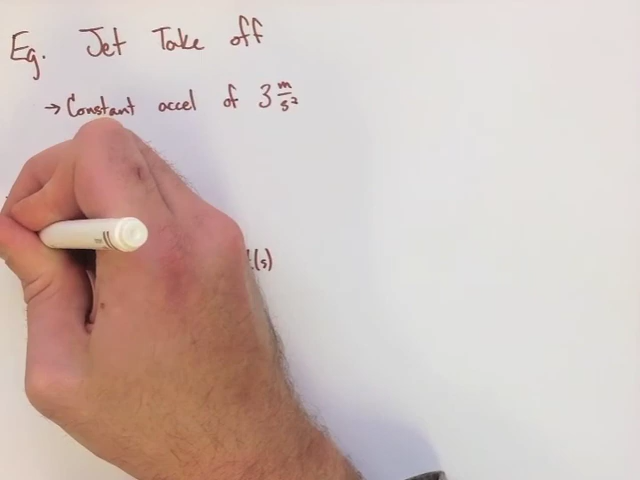 Eg. Jet Take off
→ Constant accel of 3 m/s²
t(s)